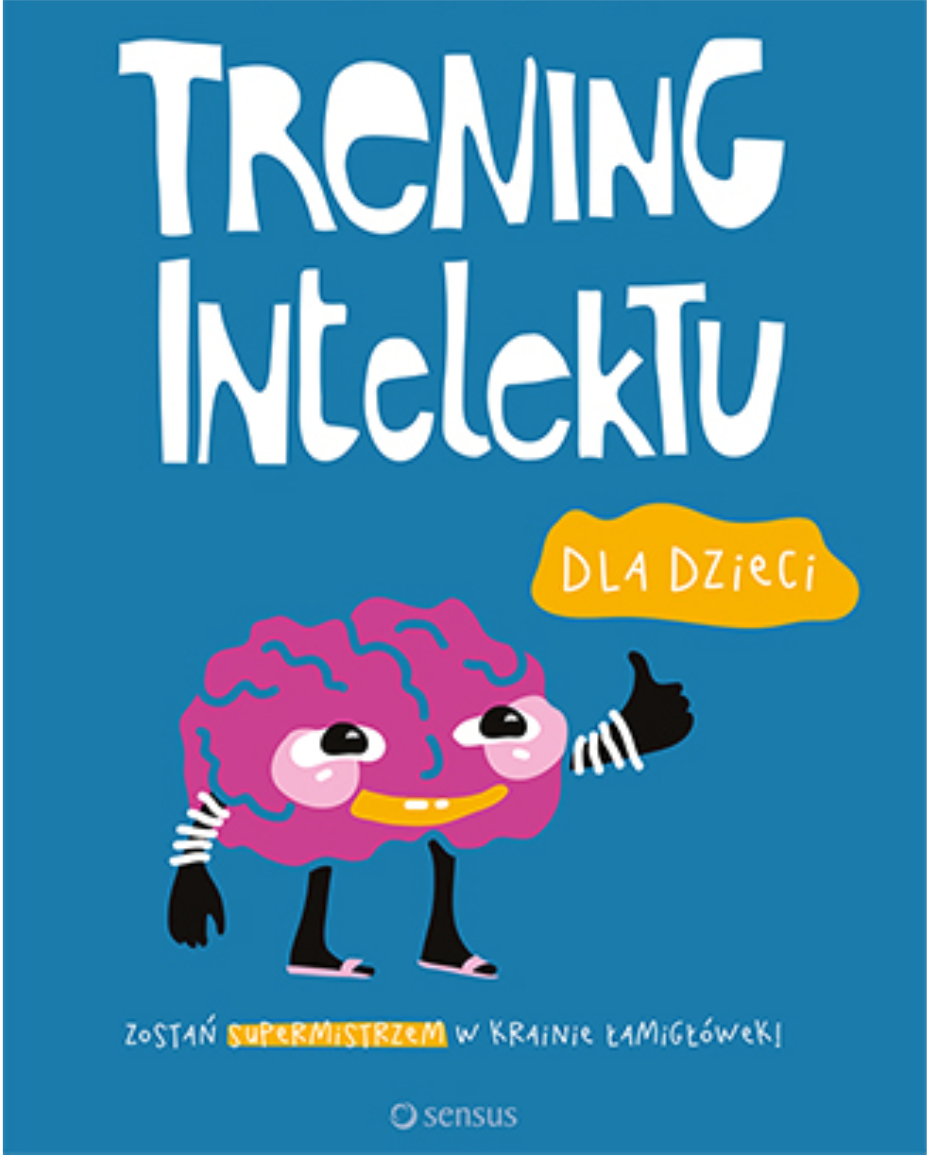 TRENING
INTELEKTU
DLA DZIECI
ZOSTAŃ SUPERMISTRZEM W KRAINIE ŁAMIGŁÓWEK!
sensus